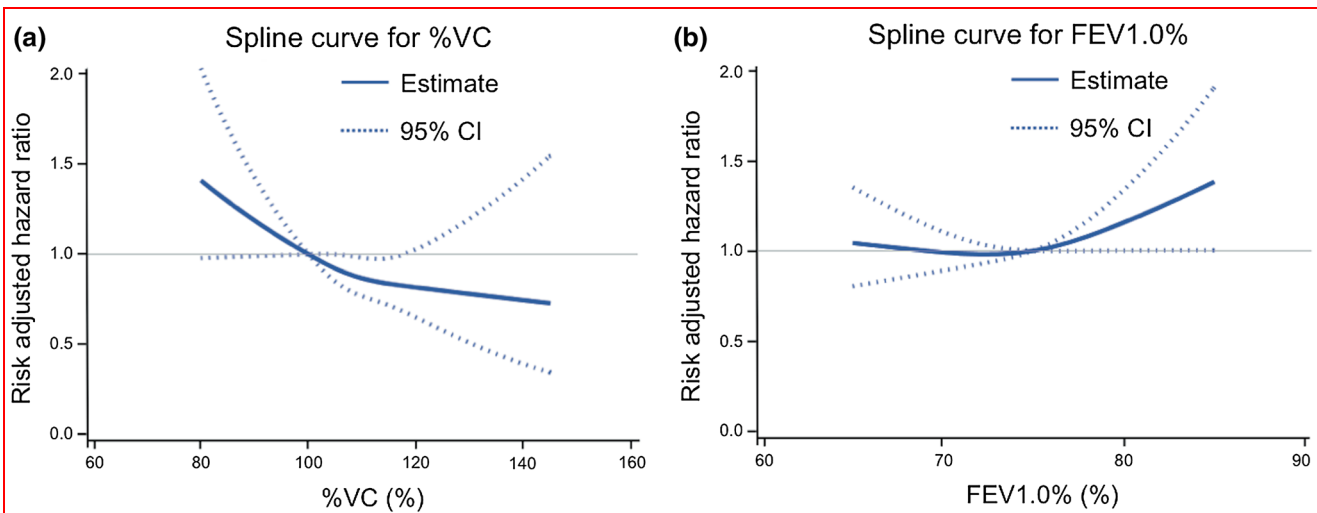 (a)
Spline curve for %VC
Estimate
95% CI
Risk adjusted hazard ratio
2.0
1.5
1.0
0.5
0.0
60 80 100 120 140 160
%VC (%)
(b)
Spline curve for FEV1.0%
Estimate
95% CI
Risk adjusted hazard ratio
2.0
1.5
1.0
0.5
0.0
60 70 80 90
FEV1.0% (%)